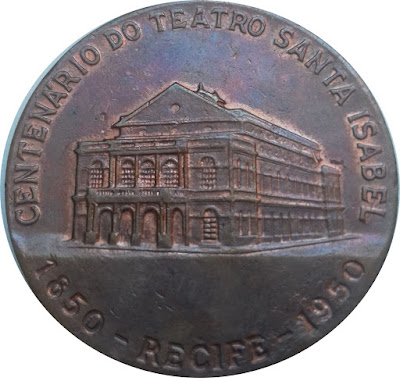 CENTENÁRIO DO TEATRO SANTA ISABEL
1850 - RECIFE - 1950